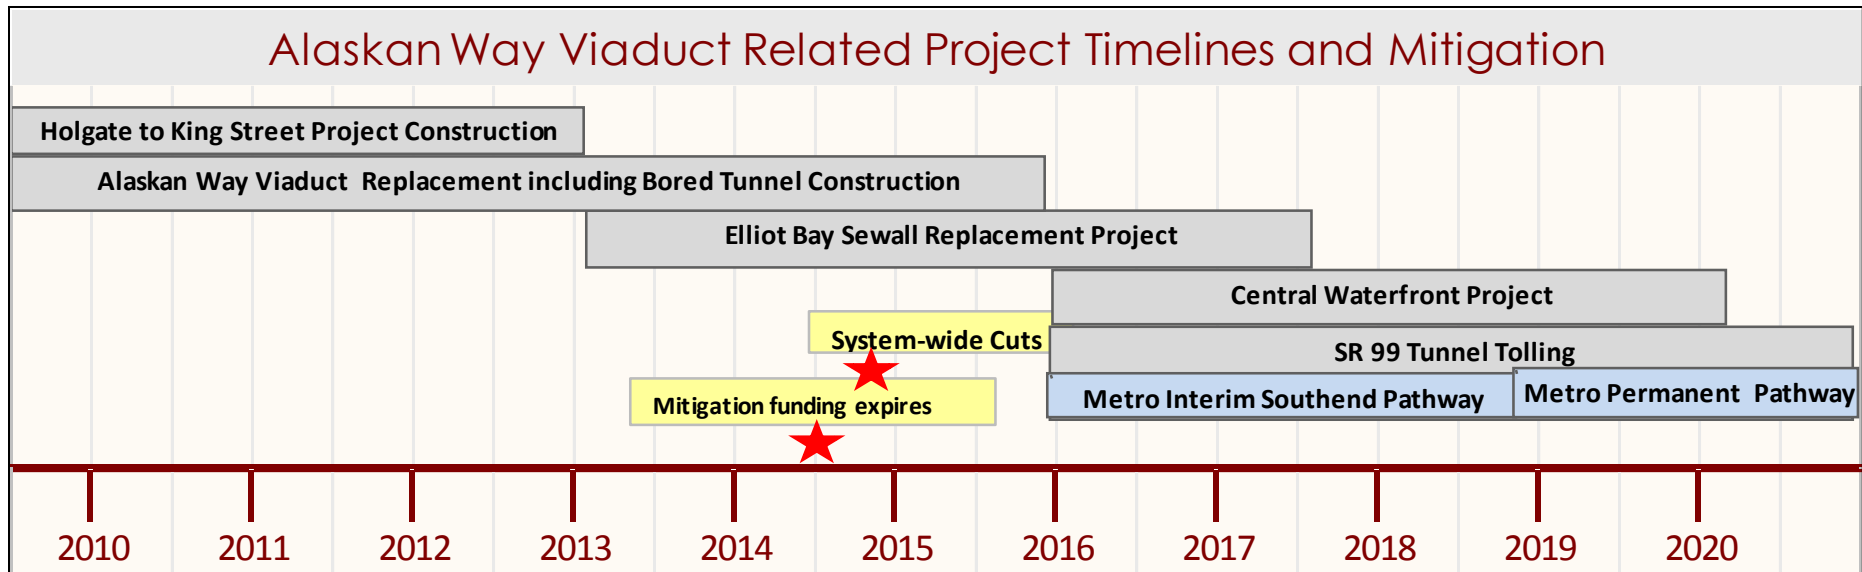 Alaskan Way Viaduct Related Project Timelines and Mitigation
Holgate to King Street Project Construction
Alaskan Way Viaduct Replacement including Bored Tunnel Construction
Elliot Bay Sewall Replacement Project
Central Waterfront Project
System-wide Cuts
SR 99 Tunnel Tolling
Mitigation funding expires
Metro Interim Southend Pathway
Metro Permanent Pathway
2010 2011 2012 2013 2014 2015 2016 2017 2018 2019 2020